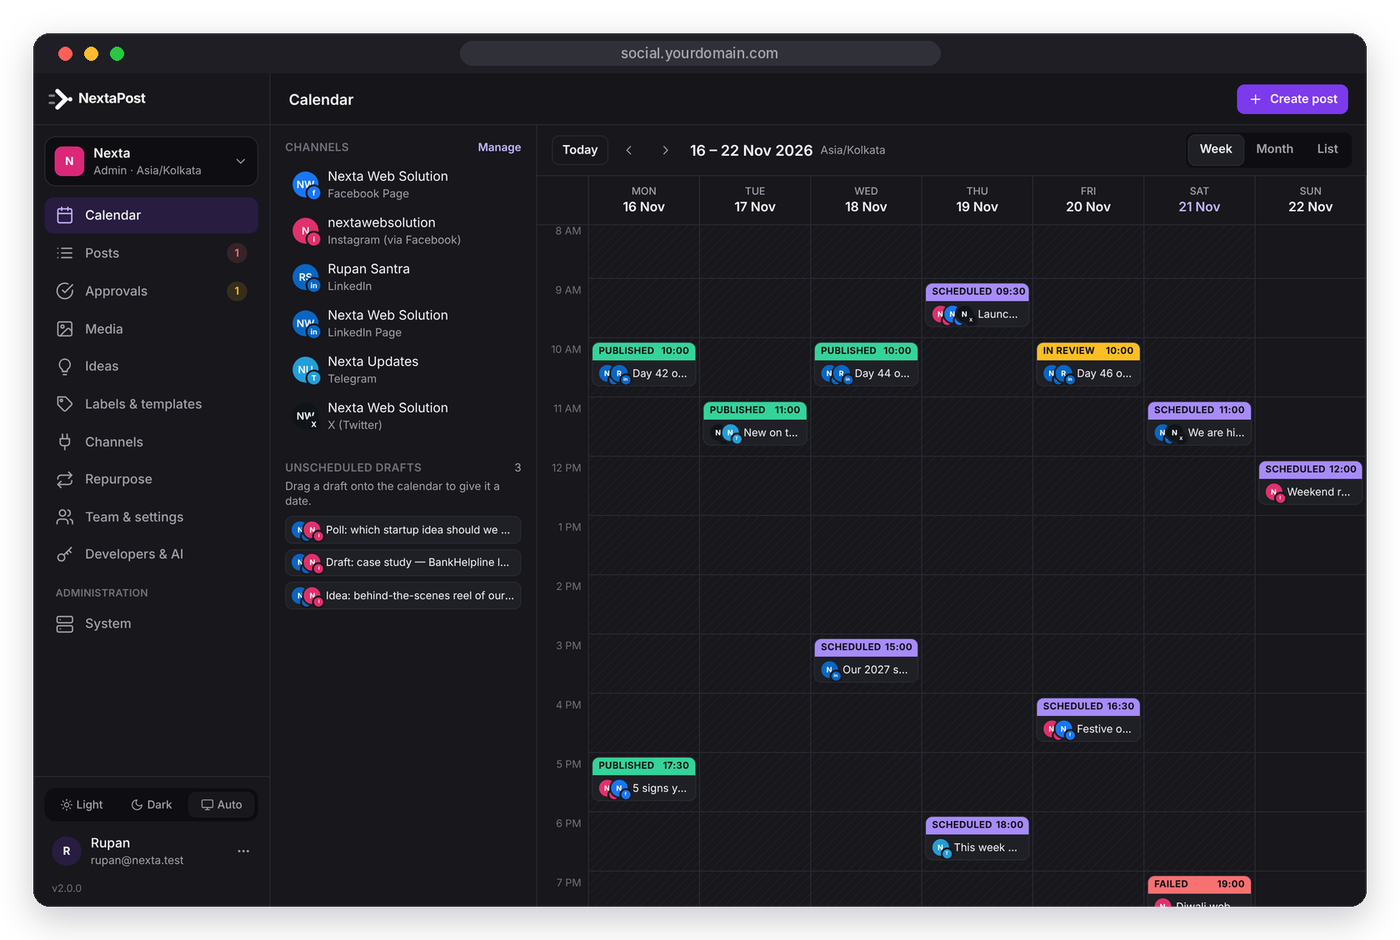 social.yourdomain.com
NextaPost
Calendar
+ Create post
N
Nexta
Admin · Asia/Kolkata
Calendar
Posts
1
Approvals
1
Media
Ideas
Labels & templates
Channels
Repurpose
Team & settings
Developers & AI
ADMINISTRATION
System
Light
Dark
Auto
R
Rupan
rupan@nexta.test
v2.0.0
CHANNELS
Manage
Nexta Web Solution
Facebook Page
nextawebsolution
Instagram (via Facebook)
Rupan Santra
LinkedIn
Nexta Web Solution
LinkedIn Page
Nexta Updates
Telegram
Nexta Web Solution
X (Twitter)
UNSCHEDULED DRAFTS
3
Drag a draft onto the calendar to give it a
date.
Poll: which startup idea should we ...
Draft: case study — BankHelpline l...
Idea: behind-the-scenes reel of our...
Today
16 – 22 Nov 2026
Asia/Kolkata
Week
Month
List
MON
16 Nov
TUE
17 Nov
WED
18 Nov
THU
19 Nov
FRI
20 Nov
SAT
21 Nov
SUN
22 Nov
8 AM
9 AM
SCHEDULED 09:30
Launc...
10 AM
PUBLISHED 10:00
Day 42 o...
PUBLISHED 10:00
Day 44 o...
IN REVIEW 10:00
Day 46 o...
11 AM
PUBLISHED 11:00
New on t...
SCHEDULED 11:00
We are hi...
12 PM
SCHEDULED 12:00
Weekend r...
1 PM
2 PM
3 PM
SCHEDULED 15:00
Our 2027 s...
4 PM
SCHEDULED 16:30
Festive o...
5 PM
PUBLISHED 17:30
5 signs y...
6 PM
SCHEDULED 18:00
This week ...
7 PM
FAILED 19:00